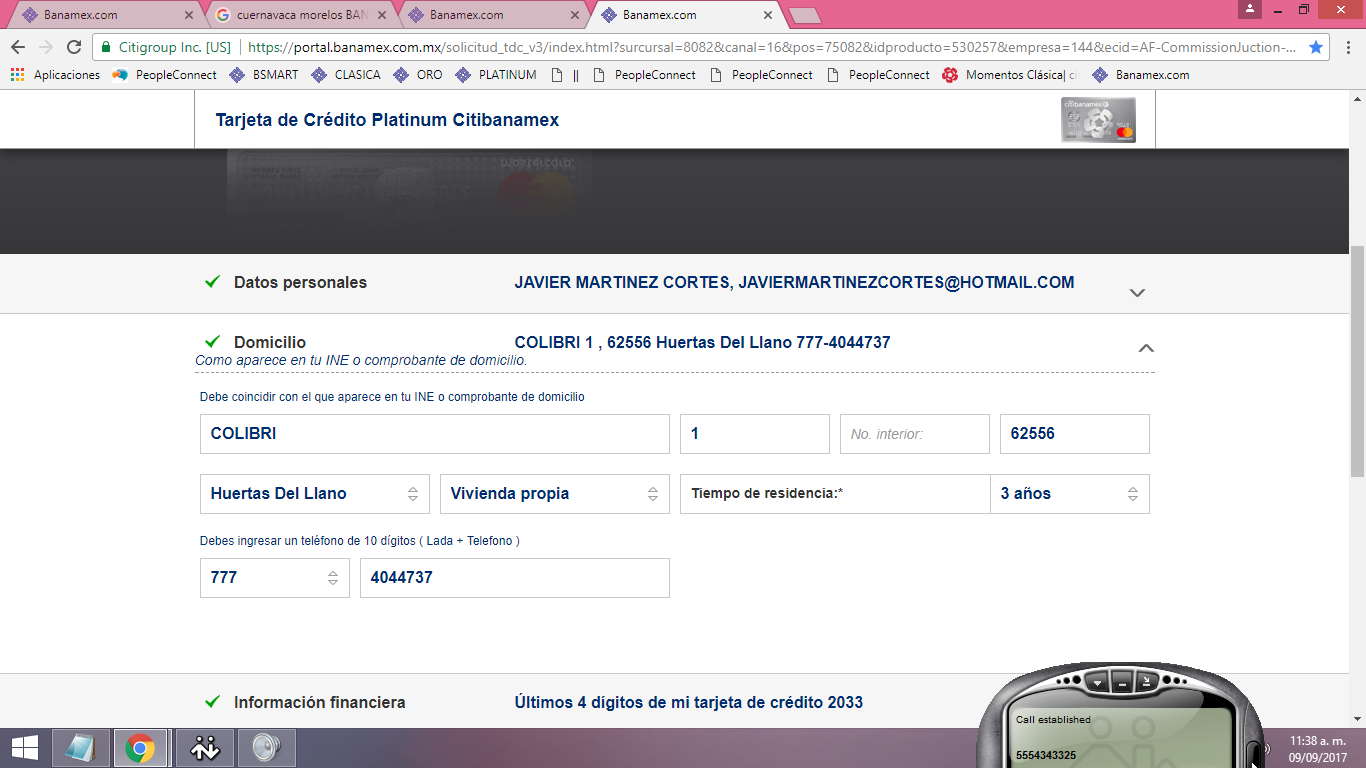 Banamex.com
cuernavaca morelos BAN
Banamex.com
Banamex.com
Citigroup Inc. [US]
https://portal.banamex.com.mx/solicitud_tdc_v3/index.html?sursursal=8082&canal=16&pos=75082&idproducto=530257&empresa=144&ecid=AF-CommissionJuction-...
Aplicaciones
PeopleConnect
BSMART
CLASICA
ORO
PLATINUM
||
PeopleConnect
PeopleConnect
PeopleConnect
Momentos Clásica| ci
Banamex.com
Tarjeta de Crédito Platinum Citibanamex
citibanamex
Datos personales
JAVIER MARTINEZ CORTES, JAVIERMARTINEZCORTES@HOTMAIL.COM
Domicilio
COLIBRI 1 , 62556 Huertas Del Llano 777-4044737
Como aparece en tu INE o comprobante de domicilio.
Debe coincidir con el que aparece en tu INE o comprobante de domicilio
COLIBRI
1
No. interior:
62556
Huertas Del Llano
Vivienda propia
Tiempo de residencia:*
3 años
Debes ingresar un teléfono de 10 dígitos ( Lada + Telefono )
777
4044737
Información financiera
Últimos 4 dígitos de mi tarjeta de crédito 2033
Call established
5554343325
11:38 a. m.
09/09/2017